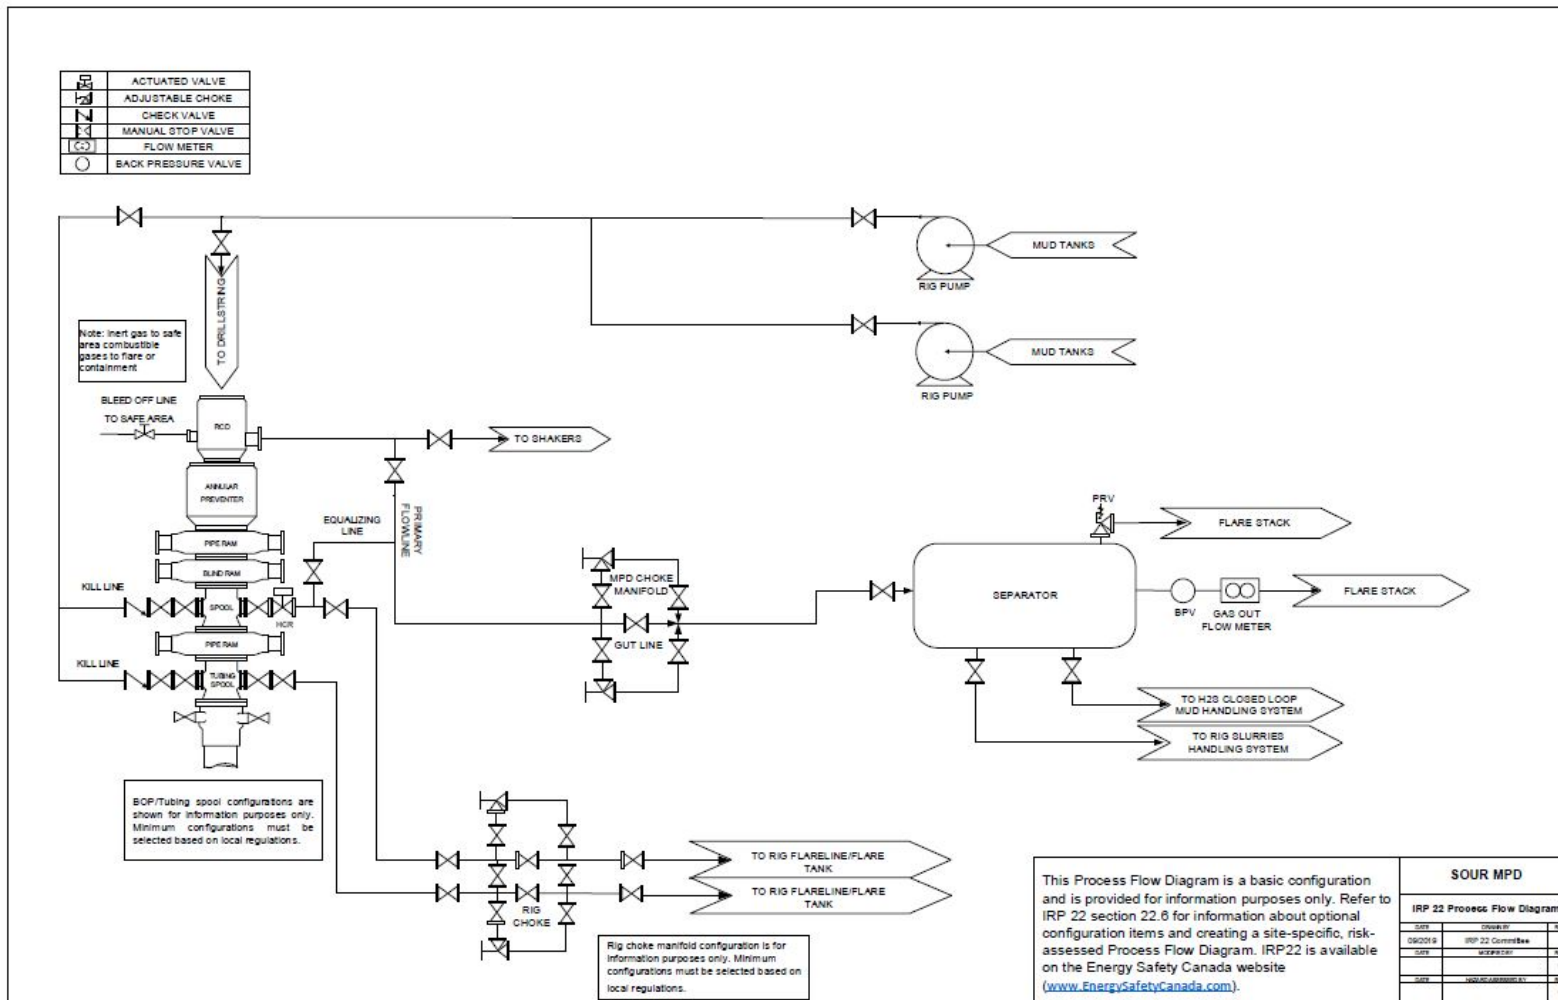 ACTUATED VALVE
ADJUSTABLE CHOKE
CHECK VALVE
MANUAL STOP VALVE
FLOW METER
BACK PRESSURE VALVE
MUD TANKS
RIG PUMP
TO DRILLSTRING
Note: Inert gas to safe
area combustible
gases to flare or
containment
MUD TANKS
RIG PUMP
BLEED OFF LINE
TO SAFE AREA
RCD
TO SHAKERS
ANNULAR
PREVENTER
EQUALIZING
LINE
PRIMARY
FLOWLINE
PIPE RAM
BLIND RAM
KILL LINE
SPOOL
HCR
PIPE RAM
KILL LINE
TUBING
SPOOL
MPD CHOKE
MANIFOLD
GUT LINE
PRV
FLARE STACK
SEPARATOR
BPV
GAS OUT
FLOW METER
FLARE STACK
TO H2S CLOSED LOOP
MUD HANDLING SYSTEM
TO RIG SLURRIES
HANDLING SYSTEM
BOP/Tubing spool configurations are
shown for information purposes only.
Minimum configurations must be
selected based on local regulations.
TO RIG FLARELINE/FLARE
TANK
TO RIG FLARELINE/FLARE
TANK
RIG
CHOKE
Rig choke manifold configuration is for
information purposes only. Minimum
configurations must be selected based on
local regulations.
This Process Flow Diagram is a basic configuration
and is provided for information purposes only. Refer to
IRP 22 section 22.6 for information about optional
configuration items and creating a site-specific, risk-
assessed Process Flow Diagram. IRP22 is available
on the Energy Safety Canada website
(www.EnergySafetyCanada.com).
SOUR MPD
IRP 22 Process Flow Diagram
DATE DRAWN BY
09/2019 IRP 22 Committee
DATE MODIFIED BY
DATE HAZARD ASSESSED BY